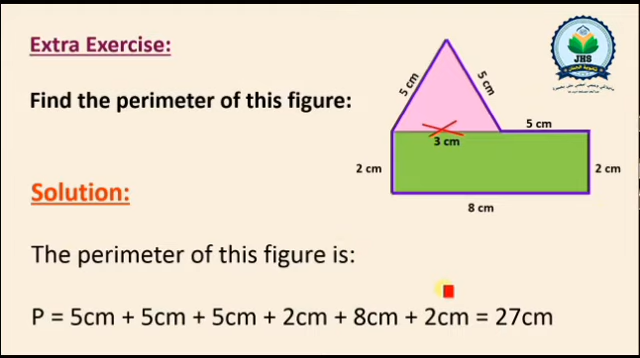 Extra Exercise:
JHS
5 cm
5 cm
Find the perimeter of this figure:
5 cm
3 cm
2 cm
2 cm
Solution:
8 cm
The perimeter of this figure is:
P = 5cm + 5cm + 5cm + 2cm + 8cm + 2cm = 27cm